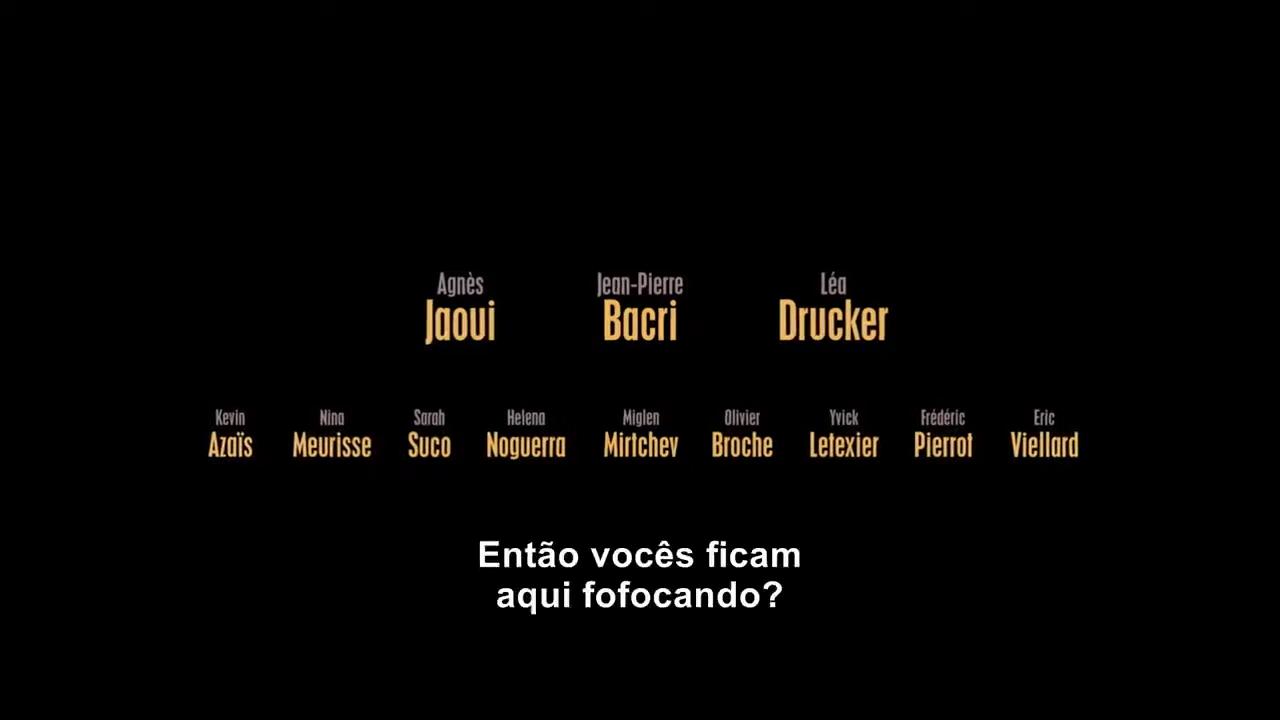 Agnès Jean-Pierre Léa
Jaoui Bacri Drucker
Kevin Nina Sarah Helena Miglen Olivier Yvick Frédéric Eric
Azaïs Meurisse Suco Noguerra Mirtchev Broche Letexier Pierrot Viellard
Então vocês ficam
aqui fofocando?